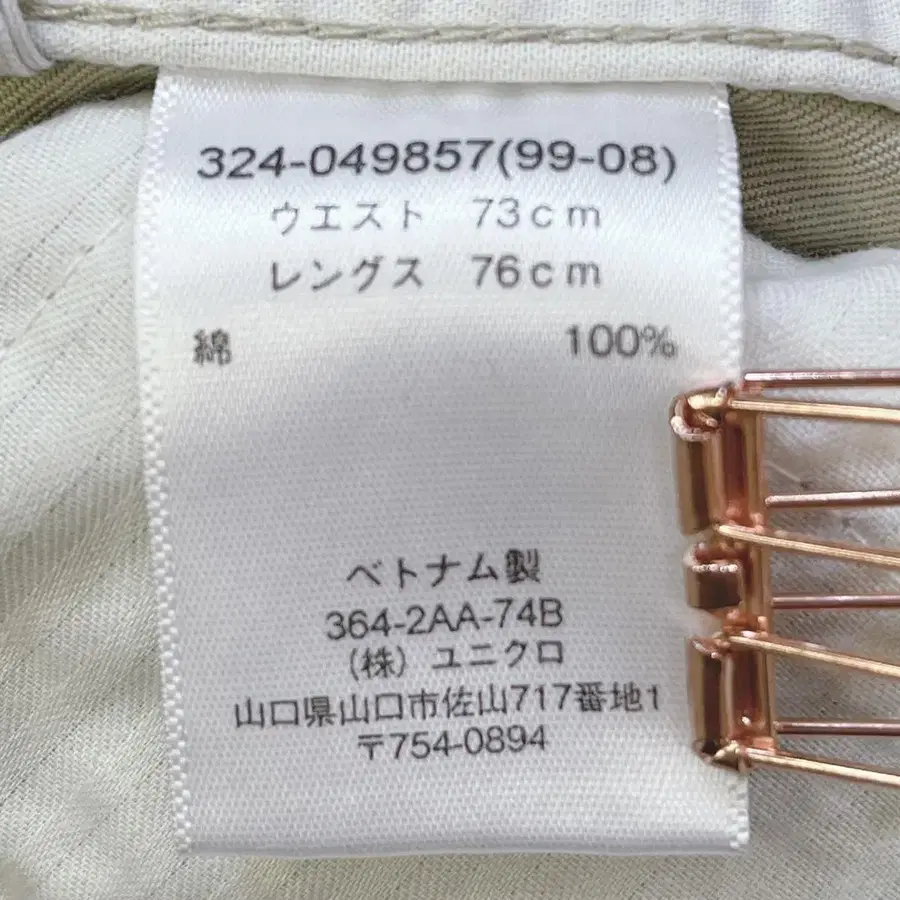 324-049857(99-08)
ウエスト 73cm
レングス 76cm
綿 100%
ベトナム製
364-2AA-74B
(株) ユニクロ
山口県山口市佐山717番地1
〒754-0894